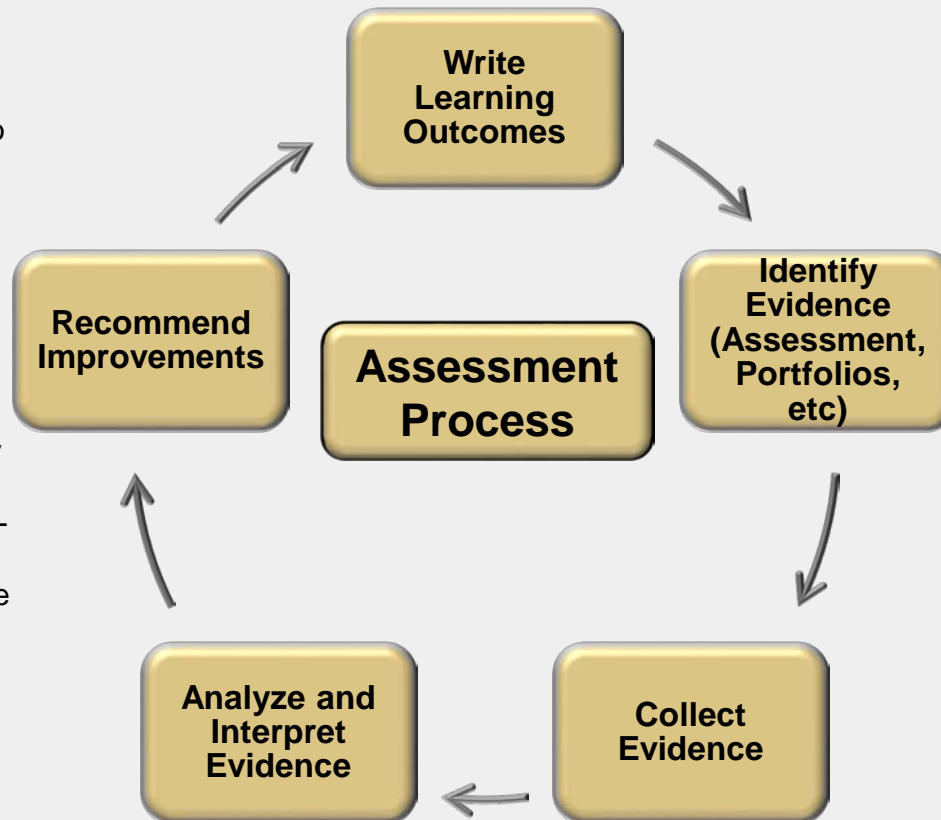 Write
Learning
Outcomes
Identify
Evidence
(Assessment,
Portfolios,
etc)
Recommend
Improvements
Assessment
Process
Analyze and
Interpret
Evidence
Collect
Evidence